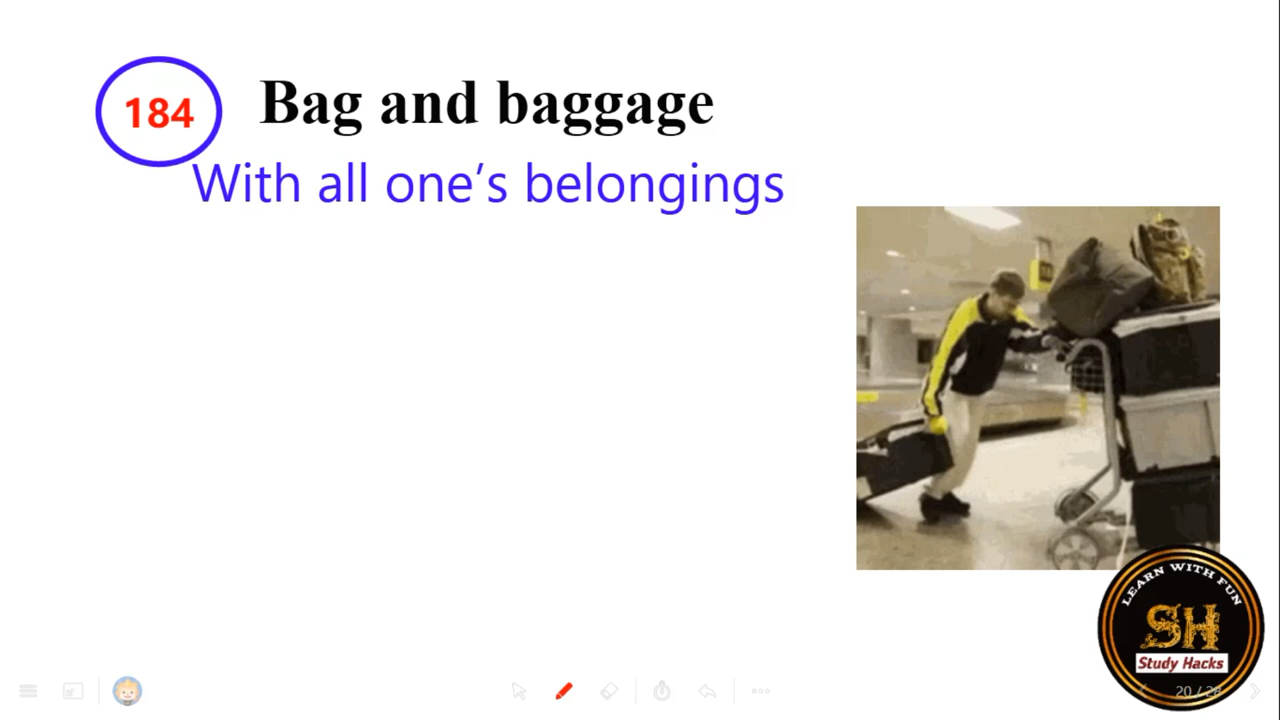 184
Bag and baggage
With all one's belongings
LEARN WITH FUN
SH
Study Hacks